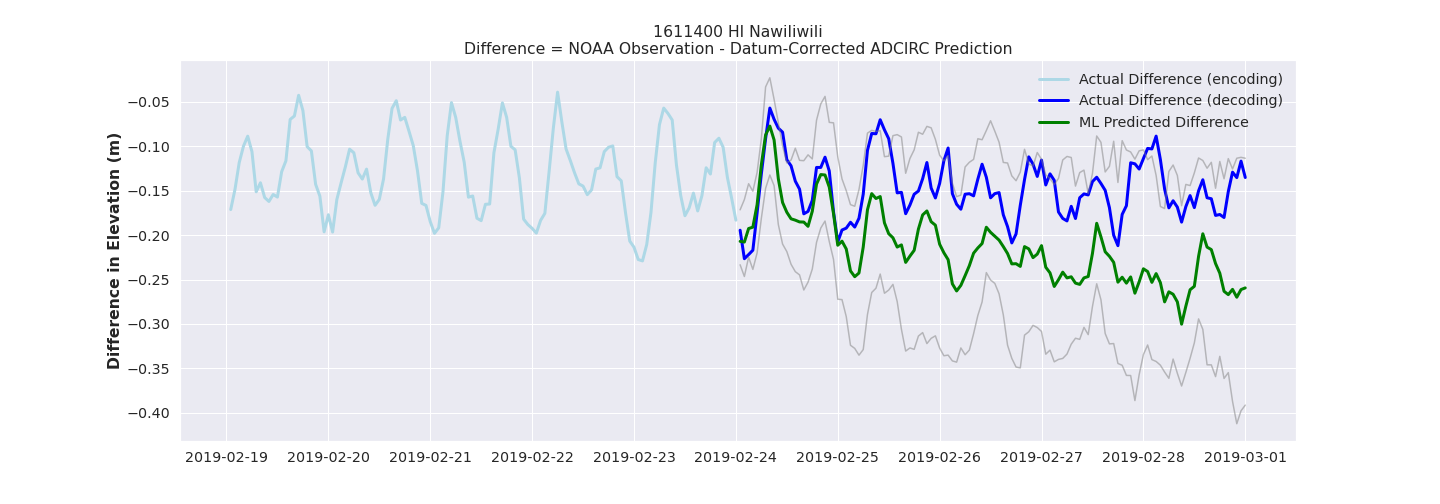 1611400 HI Nawiliwili
Difference = NOAA Observation - Datum-Corrected ADCIRC Prediction
Actual Difference (encoding)
Actual Difference (decoding)
ML Predicted Difference
Difference in Elevation (m)
−0.05
−0.10
−0.15
−0.20
−0.25
−0.30
−0.35
−0.40
2019-02-19 2019-02-20 2019-02-21 2019-02-22 2019-02-23 2019-02-24 2019-02-25 2019-02-26 2019-02-27 2019-02-28 2019-03-01